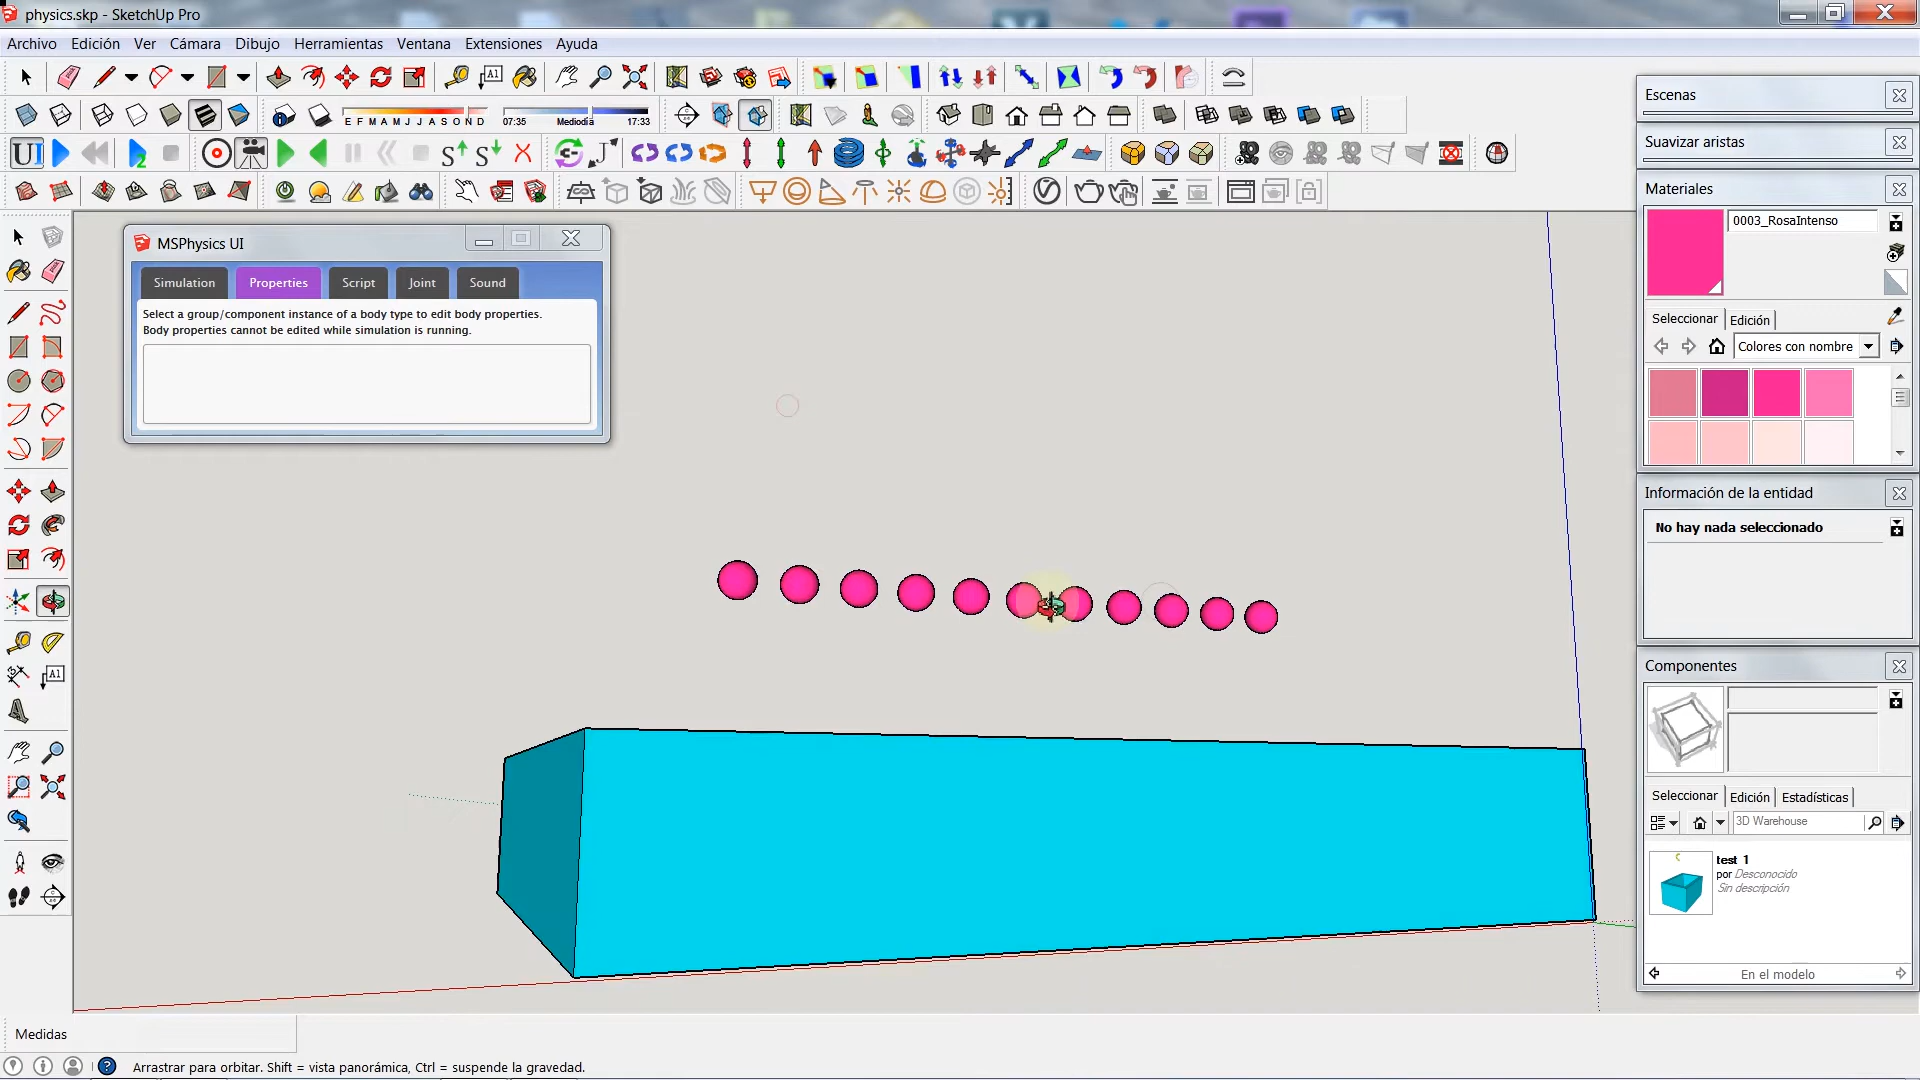 physics.skp - SketchUp Pro
Archivo Edición Ver Cámara Dibujo Herramientas Ventana Extensiones Ayuda
A1
E F M A M J J A S O N D 07:35 Mediodía 17:33
UI 2 S S J
MSPhysics UI
Simulation Properties Script Joint Sound
Select a group/component instance of a body type to edit body properties.
Body properties cannot be edited while simulation is running.
A1
Escenas
Suavizar aristas
Materiales
0003_RosaIntenso
Seleccionar Edición
Colores con nombre
Información de la entidad
No hay nada seleccionado
Componentes
Seleccionar Edición Estadísticas
3D Warehouse
test 1
por Desconocido
Sin descripción
En el modelo
Medidas
Arrastrar para orbitar. Shift = vista panorámica, Ctrl = suspende la gravedad.